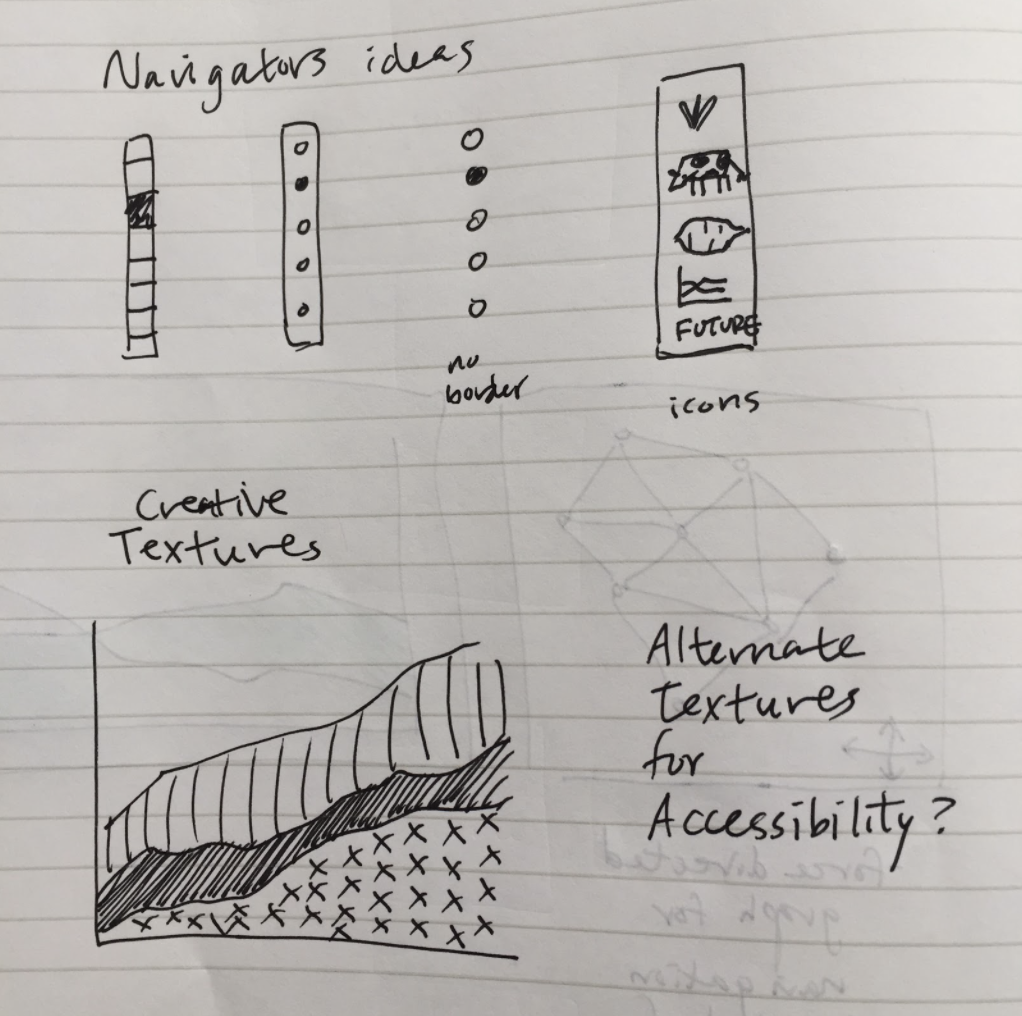 Navigators ideas
no
border
FUTURE
icons
Creative
Textures
Alternate
Textures
for
Accessibility?
force directed
graph for
navigation